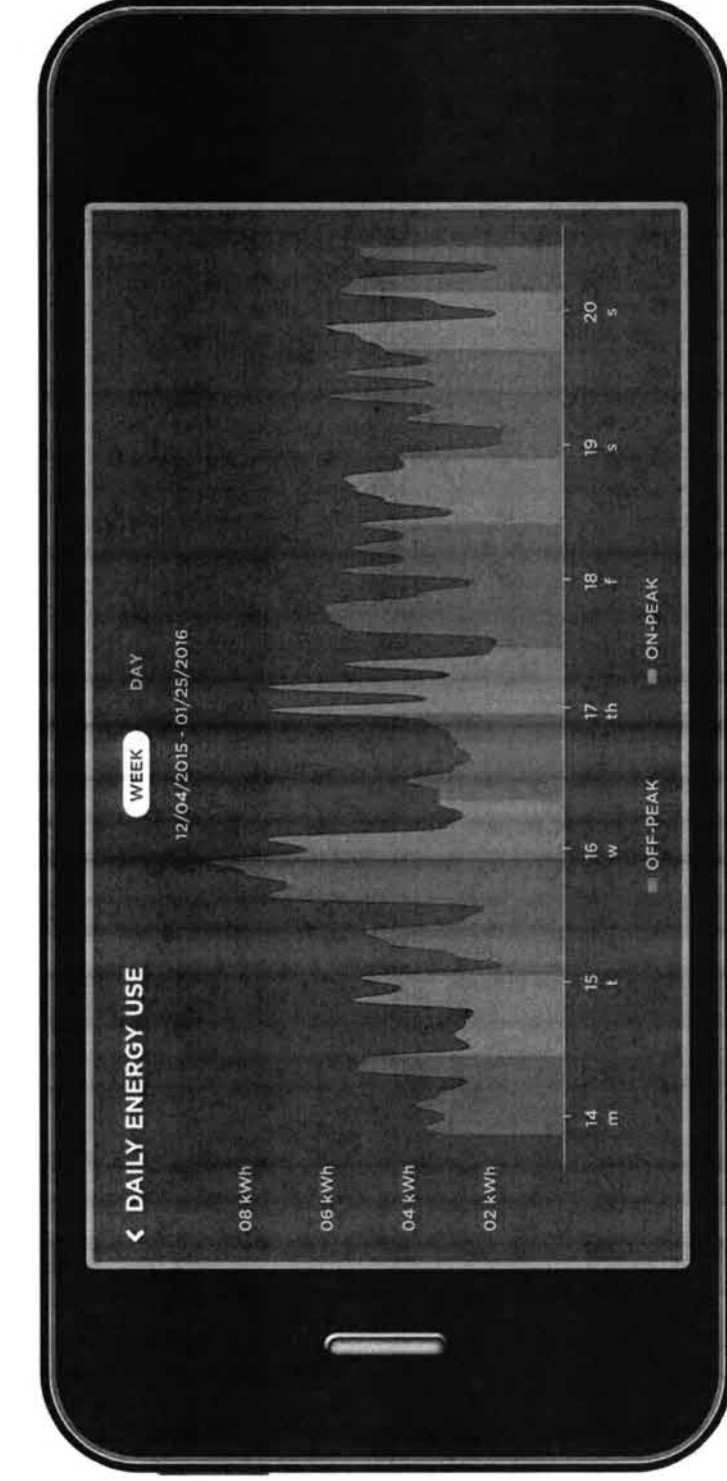 < DAILY ENERGY USE
WEEK DAY
12/04/2015 - 01/25/2016
08 kWh
06 kWh
04 kWh
02 kWh
14 15 16 17 18 19 20
m t w th f s s
OFF-PEAK ON-PEAK